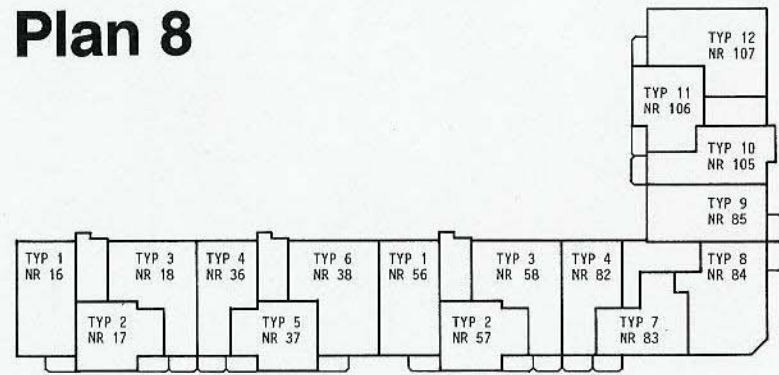 Plan 8
TYP 12
NR 107
TYP 11
NR 106
TYP 10
NR 105
TYP 9
NR 85
TYP 1
NR 16
TYP 3
NR 18
TYP 4
NR 36
TYP 6
NR 38
TYP 1
NR 56
TYP 3
NR 58
TYP 4
NR 82
TYP 8
NR 84
TYP 2
NR 17
TYP 5
NR 37
TYP 2
NR 57
TYP 7
NR 83